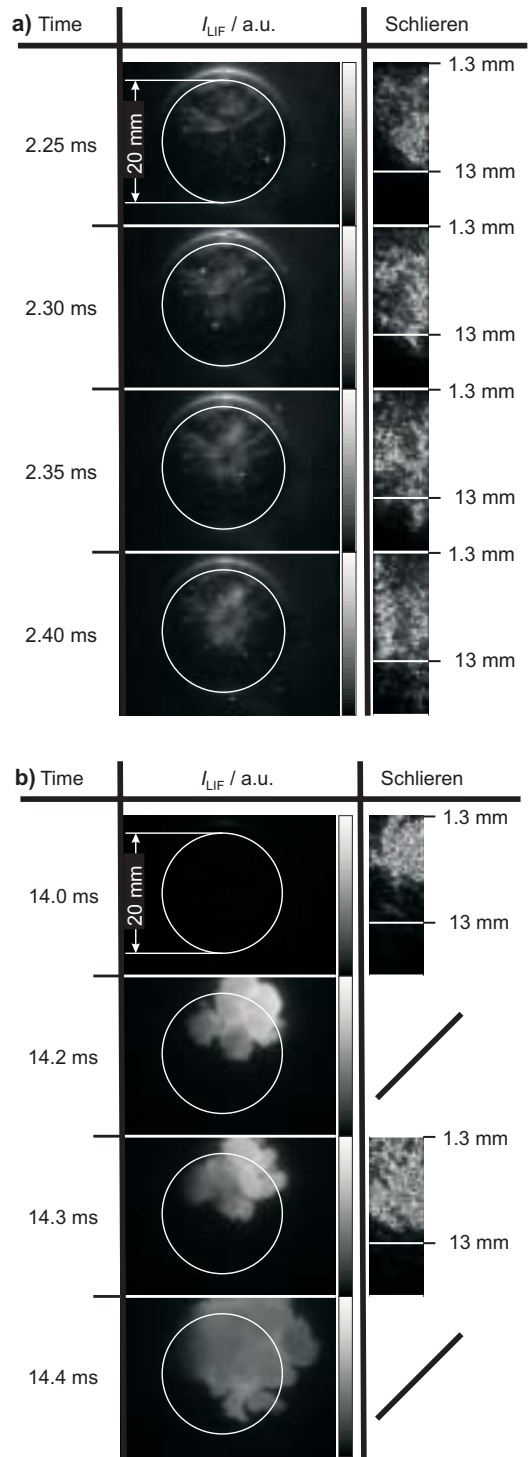 a) Time I_LIF / a.u. Schlieren
1.3 mm
2.25 ms 20 mm
13 mm
1.3 mm
2.30 ms
13 mm
1.3 mm
2.35 ms
13 mm
1.3 mm
2.40 ms
13 mm
b) Time I_LIF / a.u. Schlieren
1.3 mm
14.0 ms 20 mm
13 mm
14.2 ms
1.3 mm
14.3 ms
13 mm
14.4 ms